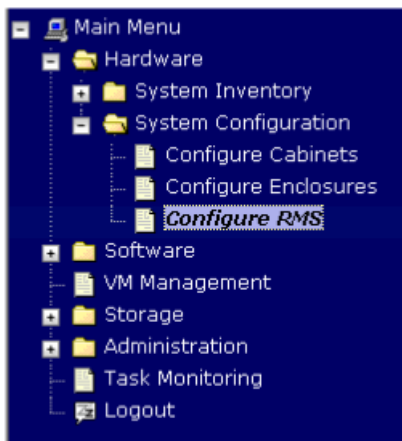 Main Menu
Hardware
System Inventory
System Configuration
Configure Cabinets
Configure Enclosures
Configure RMS
Software
VM Management
Storage
Administration
Task Monitoring
Logout